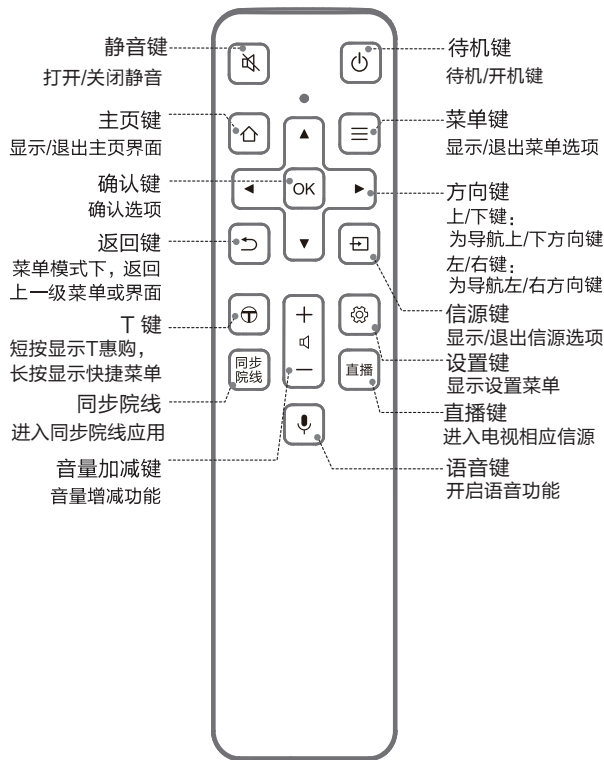 静音键
打开/关闭静音
主页键
显示/退出主页界面
确认键
确认选项
返回键
菜单模式下，返回
上一级菜单或界面
T 键
短按显示T惠购，
长按显示快捷菜单
同步院线
进入同步院线应用
音量加减键
音量增减功能
OK
同步
院线
直播
待机键
待机/开机键
菜单键
显示/退出菜单选项
方向键
上/下键：
为导航上/下方向键
左/右键：
为导航左/右方向键
信源键
显示/退出信源选项
设置键
显示设置菜单
直播键
进入电视相应信源
语音键
开启语音功能